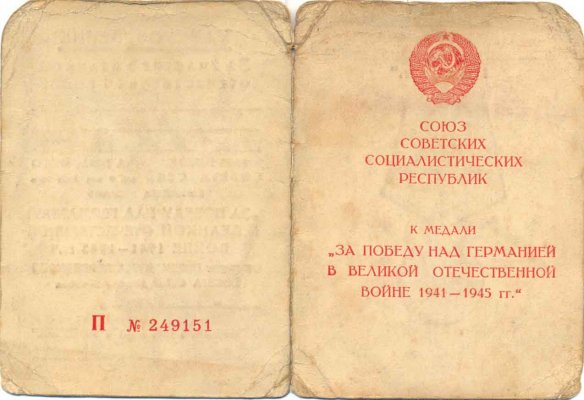 П № 249151
СОЮЗ
СОВЕТСКИХ
СОЦИАЛИСТИЧЕСКИХ
РЕСПУБЛИК
К МЕДАЛИ
„ЗА ПОБЕДУ НАД ГЕРМАНИЕЙ
В ВЕЛИКОЙ ОТЕЧЕСТВЕННОЙ
ВОЙНЕ 1941—1945 гг.“